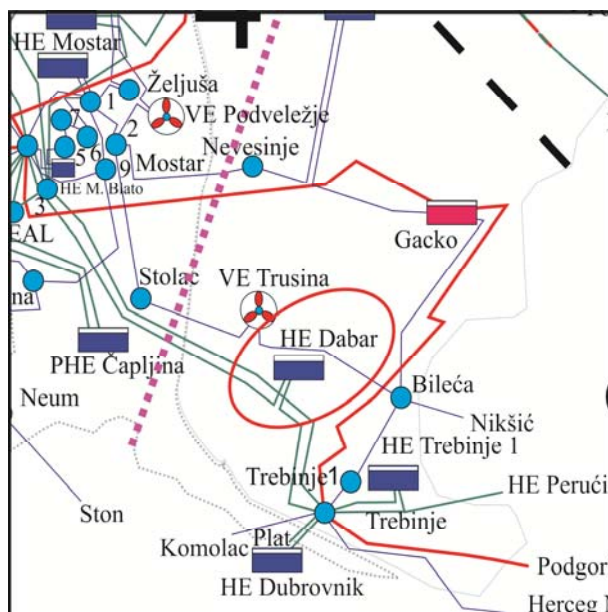 HE Mostar
Željuša
1
7
VE Podveležje
2
6
5
Mostar
9
Nevesinje
HE M. Blato
3
EAL
Gacko
VE Trusina
Stolac
na
HE Dabar
PHE Čapljina
Bileća
Neum
Nikšić
HE Trebinje 1
Trebinje1
HE Perući
Ston
Trebinje
Komolac
Plat
HE Dubrovnik
Podgor
Herceg